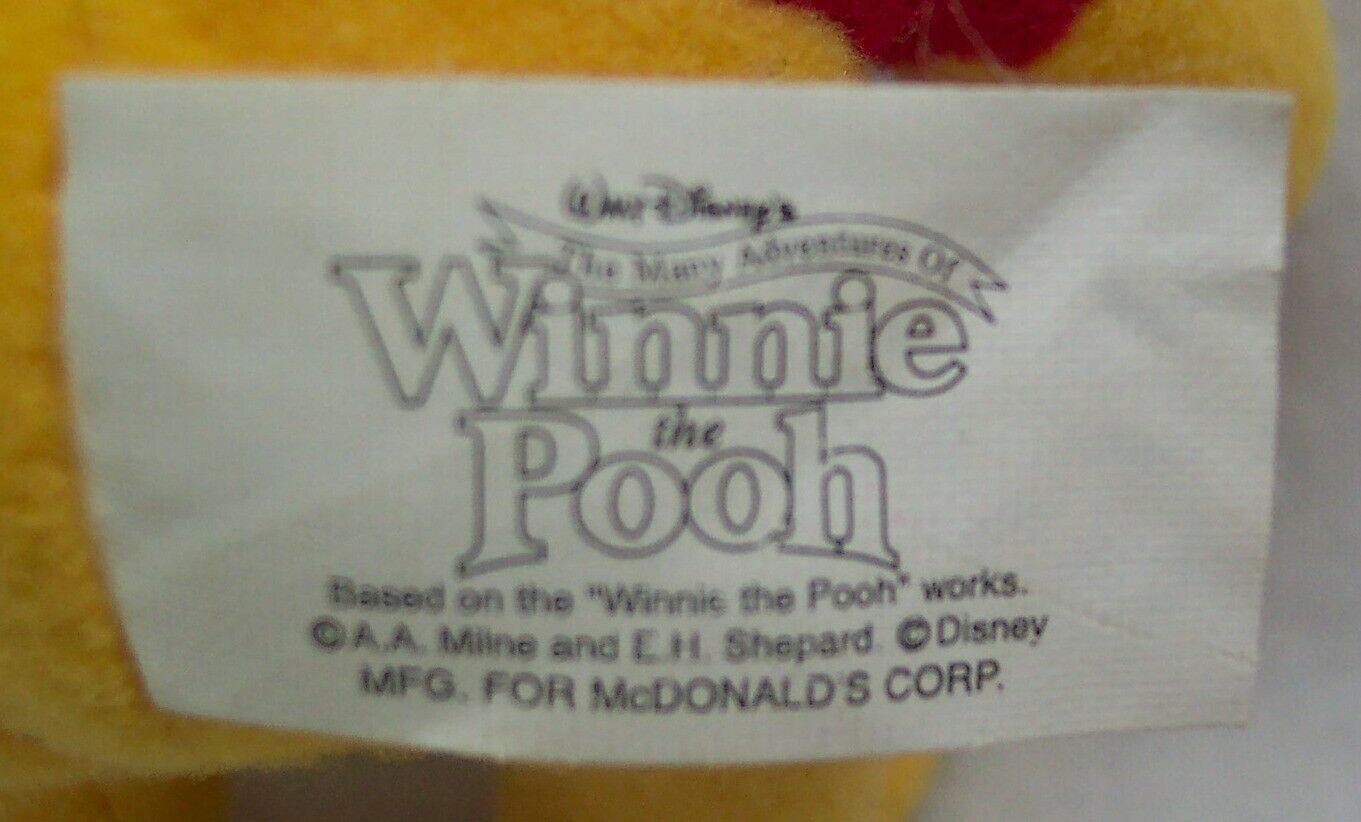 Walt Disney's
The Many Adventures Of
Winnie
the
Pooh
Based on the "Winnie the Pooh" works.
©A.A. Milne and E.H. Shepard. ©Disney
MFG. FOR McDONALD'S CORP.